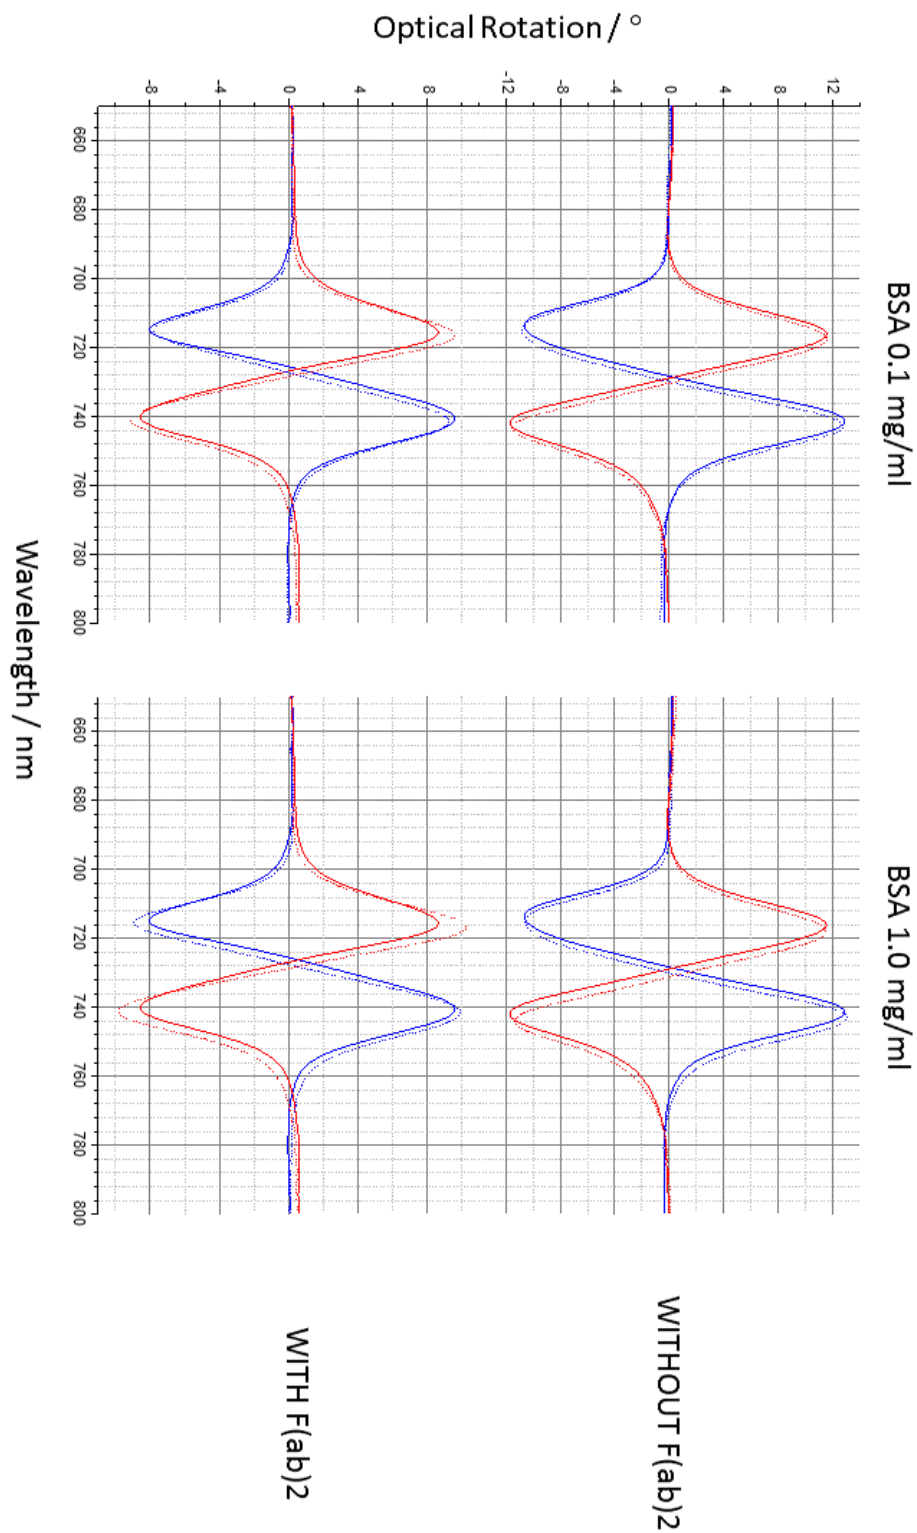 BSA 0.1 mg/ml
BSA 1.0 mg/ml
Optical Rotation / °
12
8
4
0
-4
-8
-12
WITHOUT F(ab)2
8
4
0
-4
-8
WITH F(ab)2
660 680 700 720 740 760 780 800
660 680 700 720 740 760 780 800
Wavelength / nm